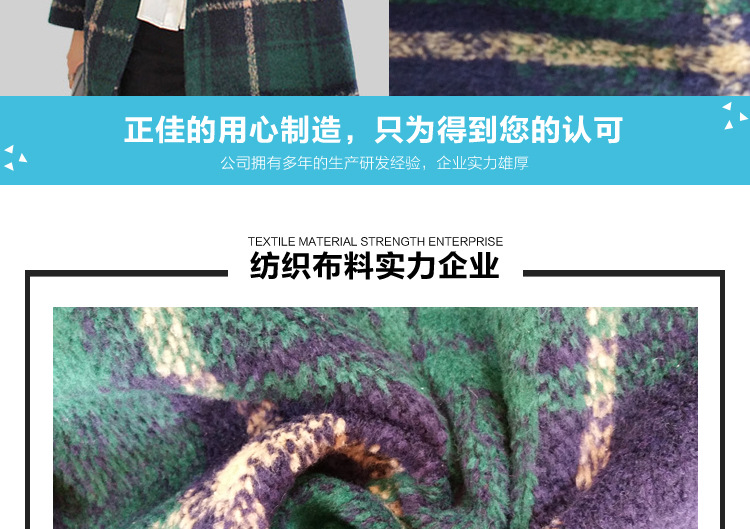 正佳的用心制造，只为得到您的认可
公司拥有多年的生产研发经验，企业实力雄厚
TEXTILE MATERIAL STRENGTH ENTERPRISE
纺织布料实力企业